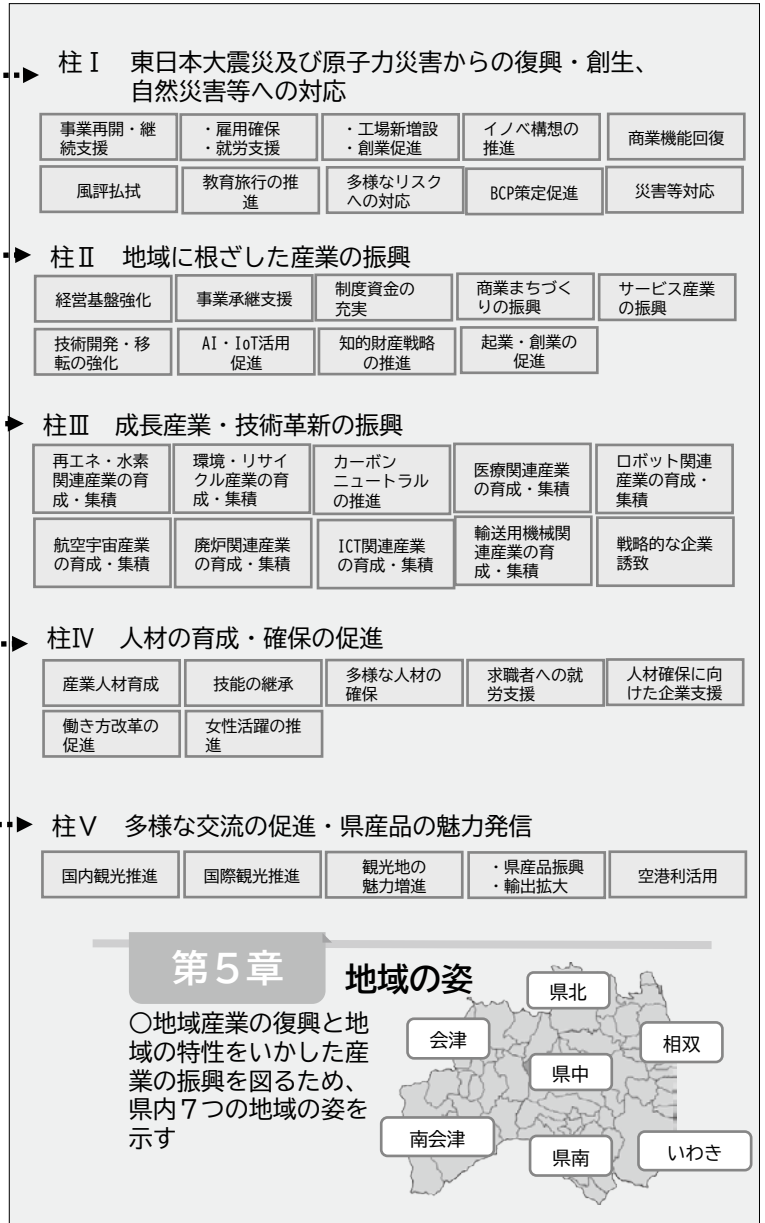 柱Ⅰ　東日本大震災及び原子力災害からの復興・創生、
自然災害等への対応
事業再開・継
続支援
・雇用確保
・就労支援
・工場新増設
・創業促進
イノベ構想の
推進
商業機能回復
風評払拭
教育旅行の推
進
多様なリスク
への対応
BCP策定促進
災害等対応
柱Ⅱ　地域に根ざした産業の振興
経営基盤強化
事業承継支援
制度資金の
充実
商業まちづく
りの振興
サービス産業
の振興
技術開発・移
転の強化
AI・IoT活用
促進
知的財産戦略
の推進
起業・創業の
促進
柱Ⅲ　成長産業・技術革新の振興
再エネ・水素
関連産業の育
成・集積
環境・リサイ
クル産業の育
成・集積
カーボン
ニュートラル
の推進
医療関連産業
の育成・集積
ロボット関連
産業の育成・
集積
航空宇宙産業
の育成・集積
廃炉関連産業
の育成・集積
ICT関連産業
の育成・集積
輸送用機械関
連産業の育
成・集積
戦略的な企業
誘致
柱Ⅳ　人材の育成・確保の促進
産業人材育成
技能の継承
多様な人材の
確保
求職者への就
労支援
人材確保に向
けた企業支援
働き方改革の
促進
女性活躍の推
進
柱Ⅴ　多様な交流の促進・県産品の魅力発信
国内観光推進
国際観光推進
観光地の
魅力増進
・県産品振興
・輸出拡大
空港利活用
第５章
地域の姿
〇地域産業の復興と地
域の特性をいかした産
業の振興を図るため、
県内７つの地域の姿を
示す
県北
会津
相双
県中
南会津
県南
いわき